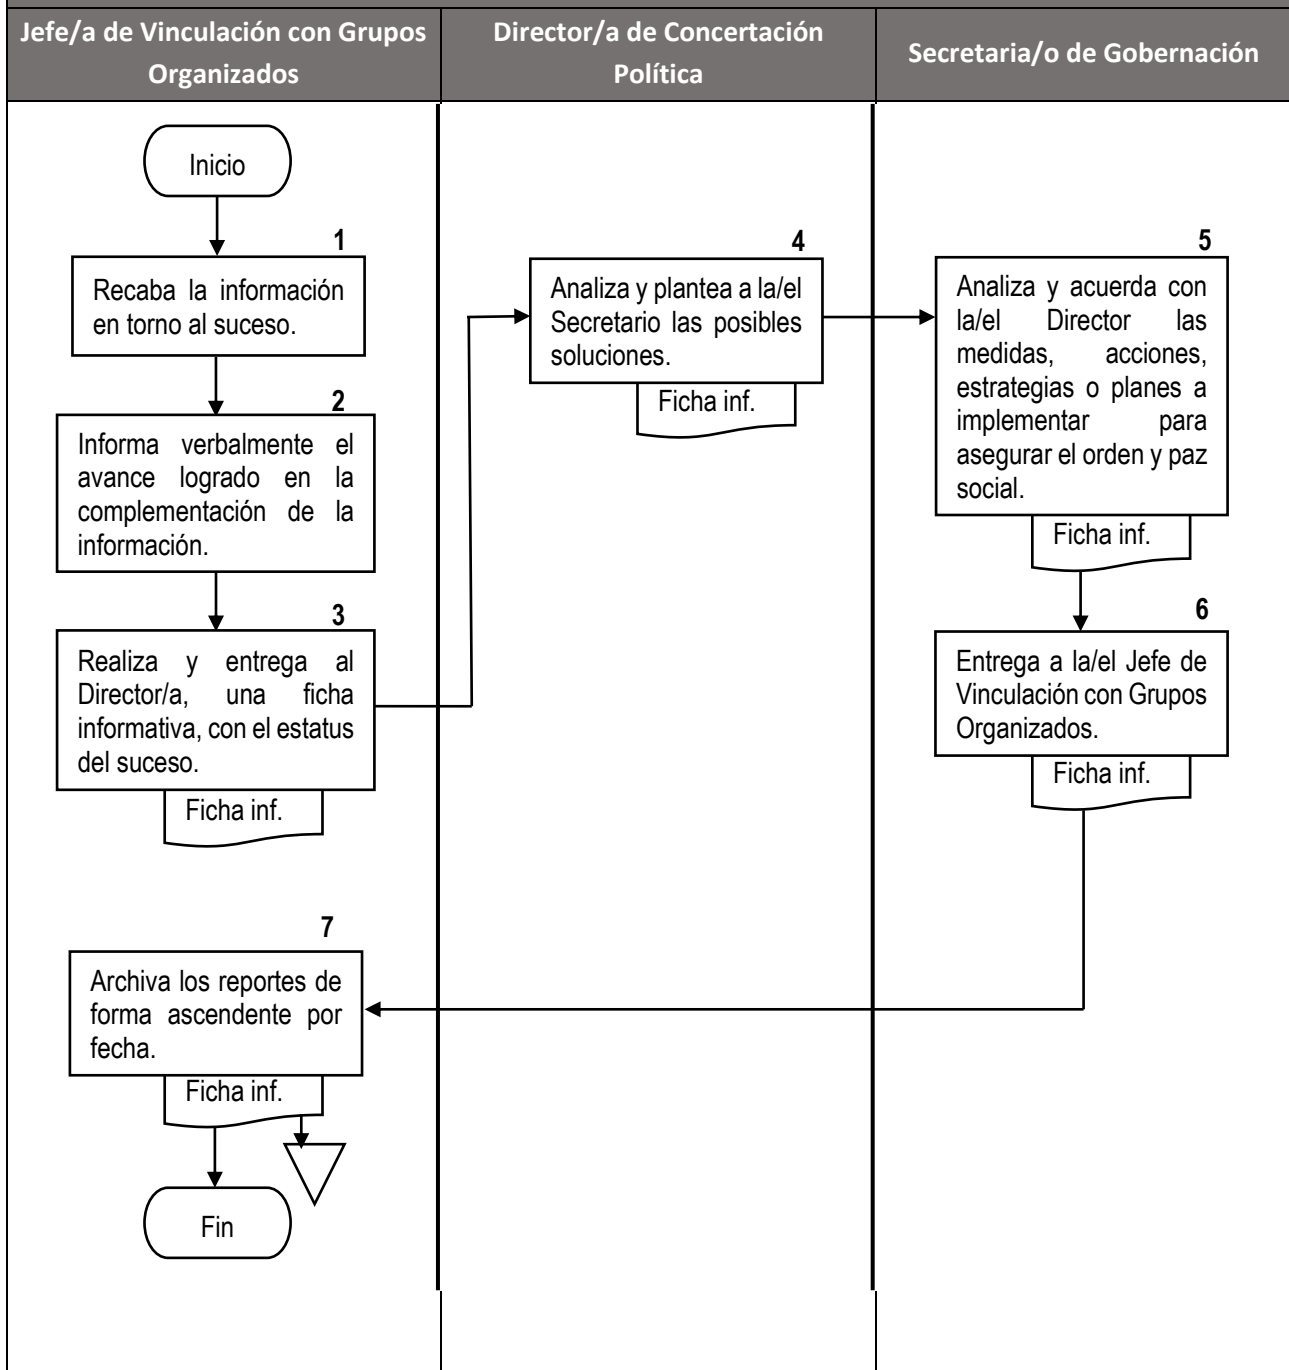 Jefe/a de Vinculación con Grupos
Organizados
Director/a de Concertación
Política
Secretaria/o de Gobernación
Inicio
1
Recaba la información
en torno al suceso.
2
Informa verbalmente el
avance logrado en la
complementación de la
información.
3
Realiza y entrega al
Director/a, una ficha
informativa, con el estatus
del suceso.
Ficha inf.
4
Analiza y plantea a la/el
Secretario las posibles
soluciones.
Ficha inf.
5
Analiza y acuerda con
la/el Director las
medidas, acciones,
estrategias o planes a
implementar para
asegurar el orden y paz
social.
Ficha inf.
6
Entrega a la/el Jefe de
Vinculación con Grupos
Organizados.
Ficha inf.
7
Archiva los reportes de
forma ascendente por
fecha.
Ficha inf.
Fin